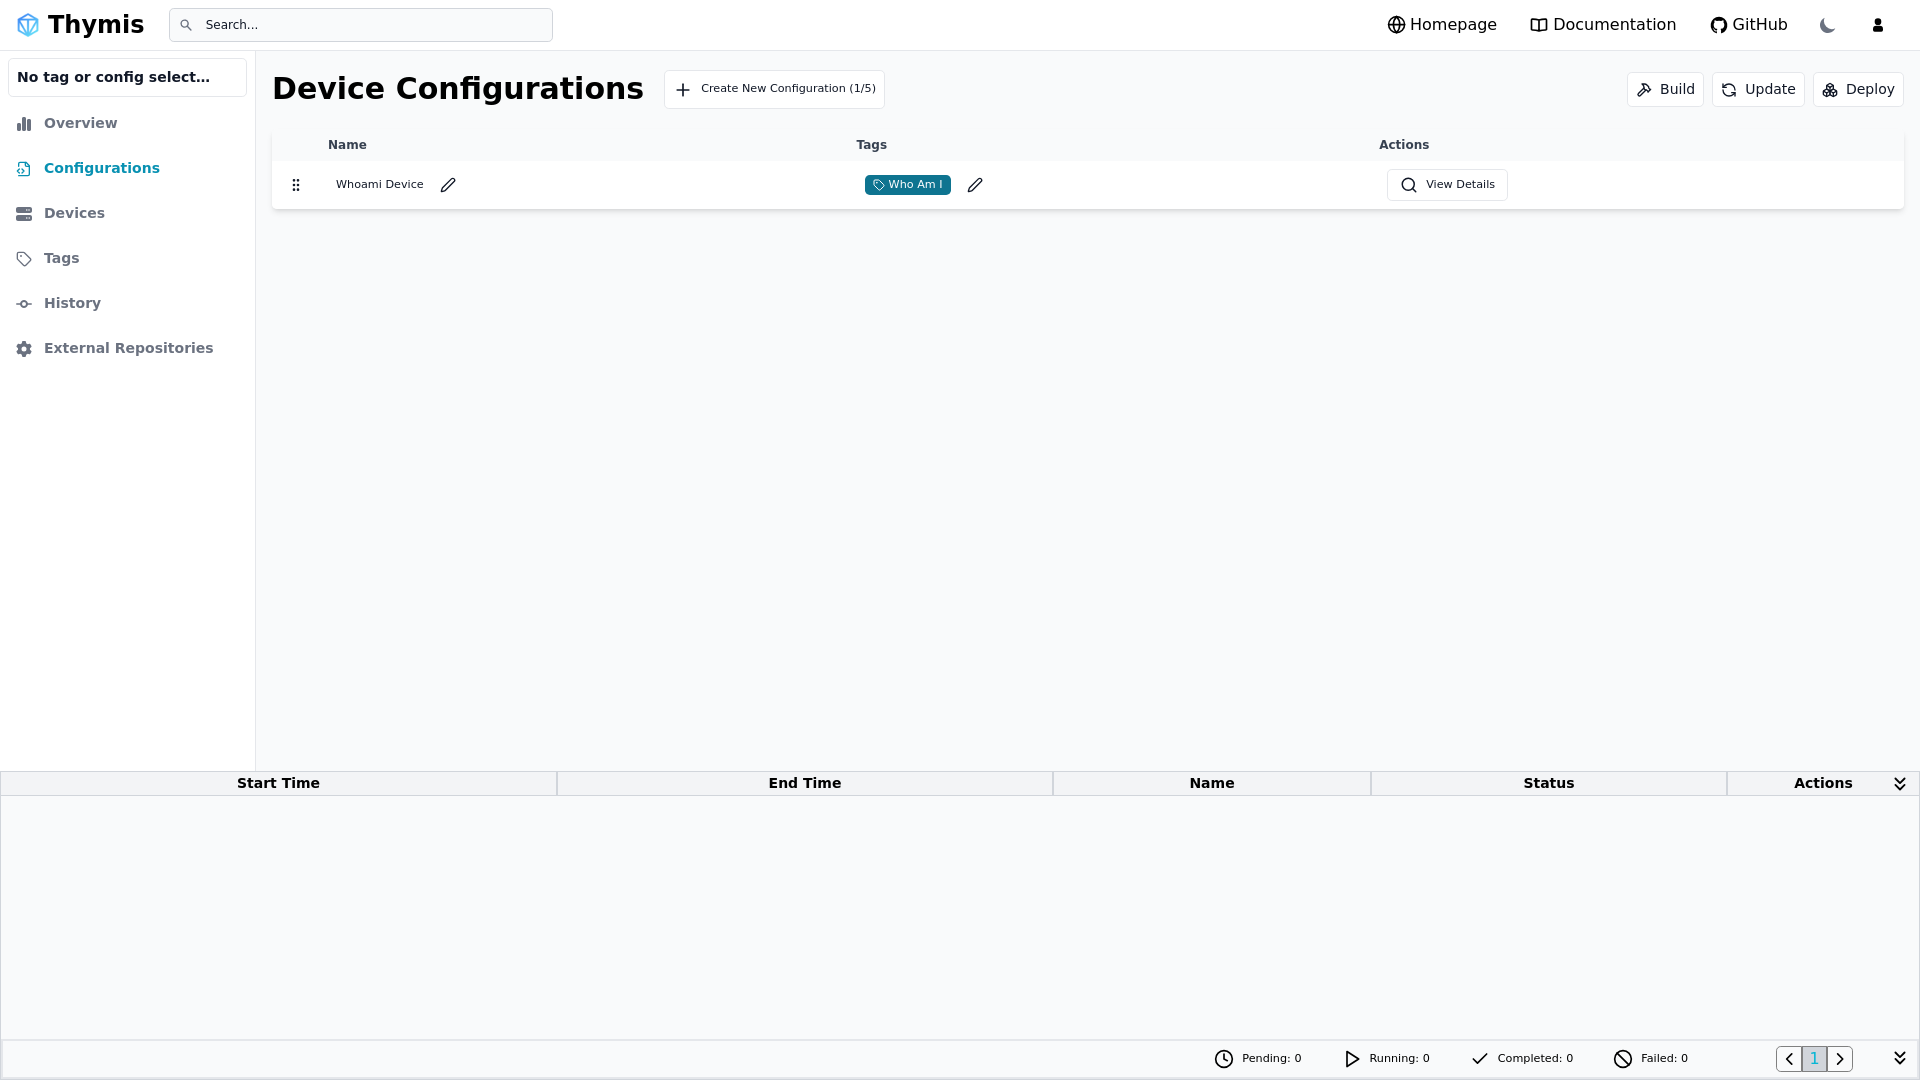 Thymis
Search...
Homepage
Documentation
GitHub
No tag or config select...
Overview
Configurations
Devices
Tags
History
External Repositories
Device Configurations
Create New Configuration (1/5)
Build
Update
Deploy
Name Tags Actions
Whoami Device Who Am I View Details
Start Time End Time Name Status Actions
Pending: 0 Running: 0 Completed: 0 Failed: 0 1